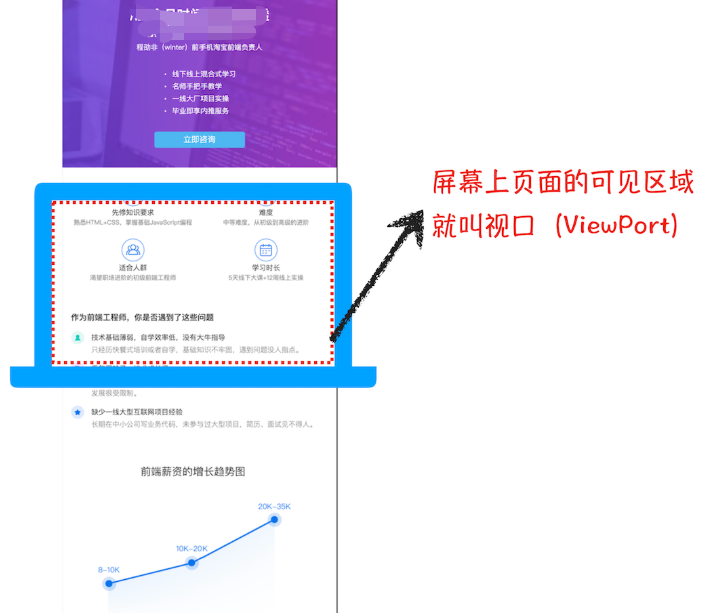 程劭非（winter）前手机淘宝前端负责人
• 线下线上混合式学习
• 名师手把手教学
• 一线大厂项目实操
• 毕业即享内推服务
立即咨询
屏幕上页面的可见区域
就叫视口（ViewPort）
先修知识要求
难度
熟悉HTML+CSS，掌握基础JavaScript编程
中等难度，从初级到高级的进阶
适合人群
学习时长
渴望职场进阶的初级前端工程师
5天线下大课+12周线上实操
作为前端工程师，你是否遇到了这些问题
技术基础薄弱，自学效率低，没有大牛指导
只经历快餐式培训或者自学，基础知识不牢固，遇到问题没人指点。
发展很受限制。
缺少一线大型互联网项目经验
长期在中小公司写业务代码，未参与过大型项目，简历、面试见不得人。
前端薪资的增长趋势图
20K-35K
10K-20K
8-10K